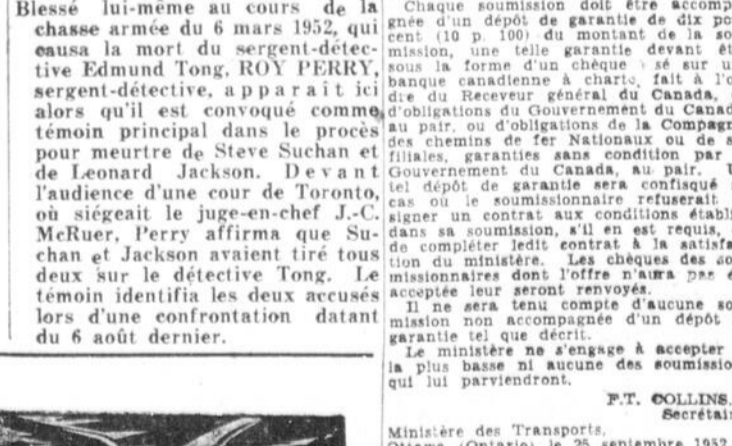 Blessé lui-même au cours de la
chasse armée du 6 mars 1952, qui
causa la mort du sergent-détec-
tive Edmund Tong, ROY PERRY,
sergent-détective, apparait ici
alors qu'il est convoqué comme
témoin principal dans le procès
pour meurtre de Steve Suchan et
de Leonard Jackson. Devant
l'audience d'une cour de Toronto,
où siégeait le juge-en-chef J.-C.
McRuer, Perry affirma que Su-
chan et Jackson avaient tiré tous
deux sur le détective Tong. Le
témoin identifia les deux accusés
lors d'une confrontation datant
du 6 août dernier.
Chaque soumission doit être accomp
gnée d'un dépôt de garantie de dix po
cent (10 p. 100) du montant de la so
mission, une telle garantie devant êt
sous la forme d'un chèque sé sur u
banque canadienne à charte, fait à l'o
dre du Receveur général du Canada,
d'obligations du Gouvernement du Canad
au pair, ou d'obligations de la Compagn
des chemins de fer Nationaux ou de s
filiales, garanties sans condition par
Gouvernement du Canada, au pair. U
tel dépôt de garantie sera confisqué
cas où le soumissionnaire refuserait
signer un contrat aux conditions établi
dans sa soumission, s'il en est requis,
de compléter ledit contrat à la satisfa
tion du ministère. Les chèques des so
missionnaires dont l'offre n'aura pas é
acceptée leur seront renvoyés.
Il ne sera tenu compte d'aucune so
mission non accompagnée d'un dépôt
garantie tel que décrit.
Le ministère ne s'engage à accepter
la plus basse ni aucune des soumission
qui lui parviendront.
F.T. COLLINS.
Secrétair
Ministère des Transports,
Ottawa (Ontario) le 25 septembre 1952